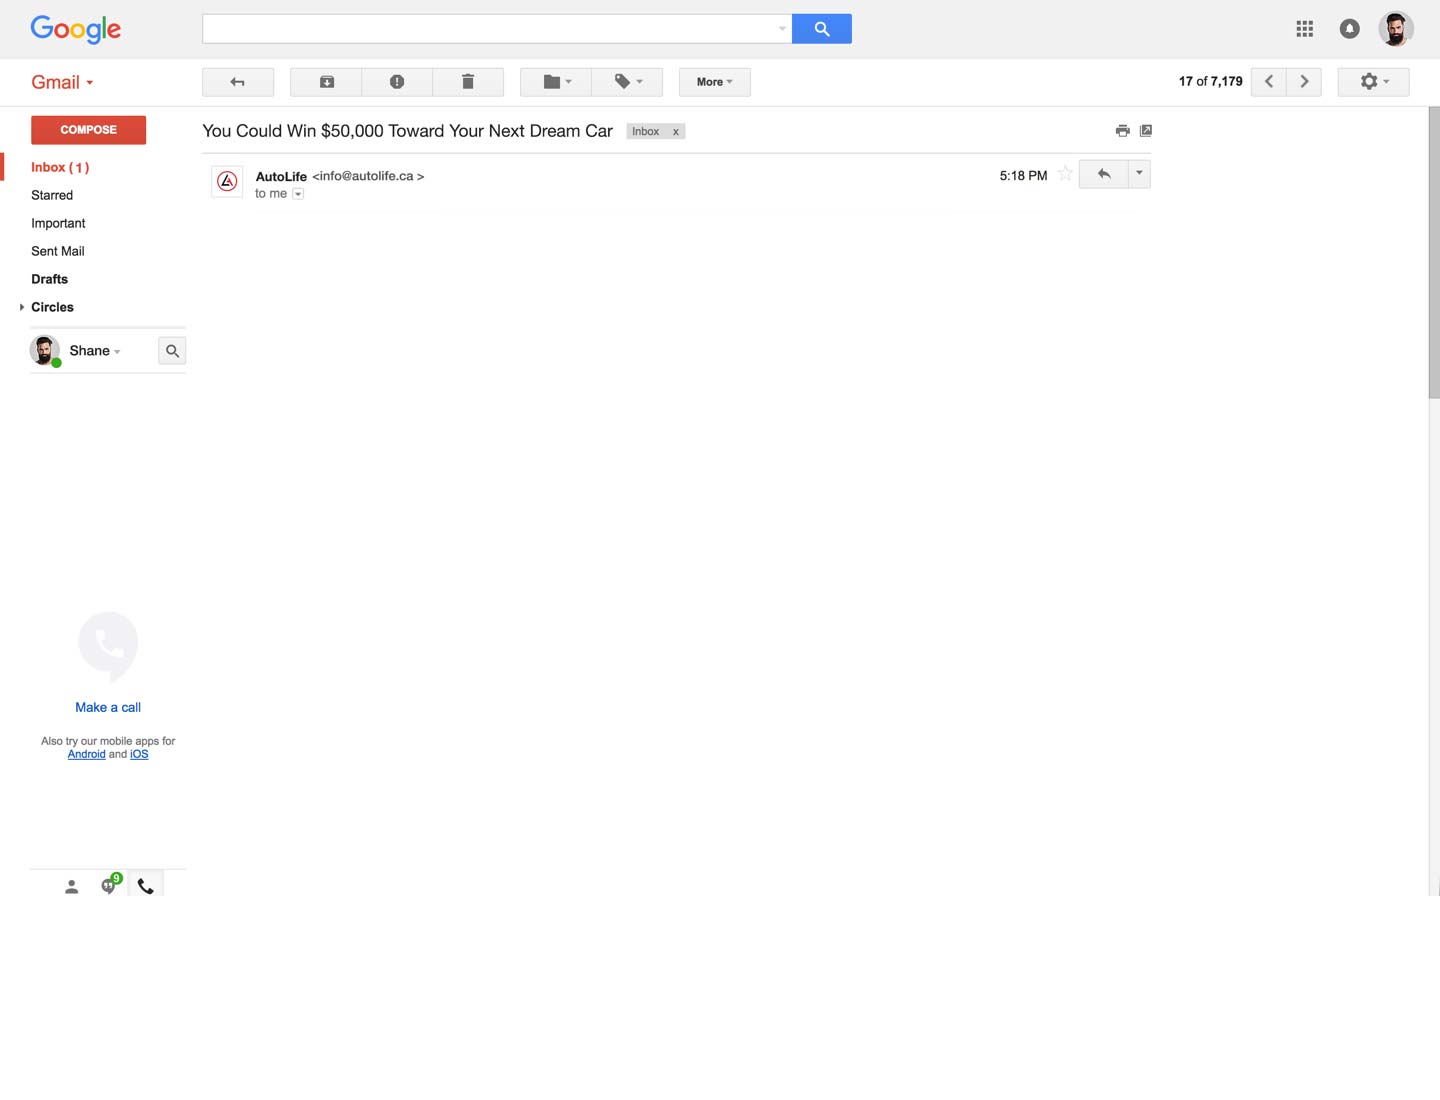 Google
Gmail
More
17 of 7,179
COMPOSE
You Could Win $50,000 Toward Your Next Dream Car
Inbox x
Inbox (1)
AutoLife <info@autolife.ca >
5:18 PM
to me
Starred
Important
Sent Mail
Drafts
Circles
Shane
Make a call
Also try our mobile apps for
Android and iOS
9